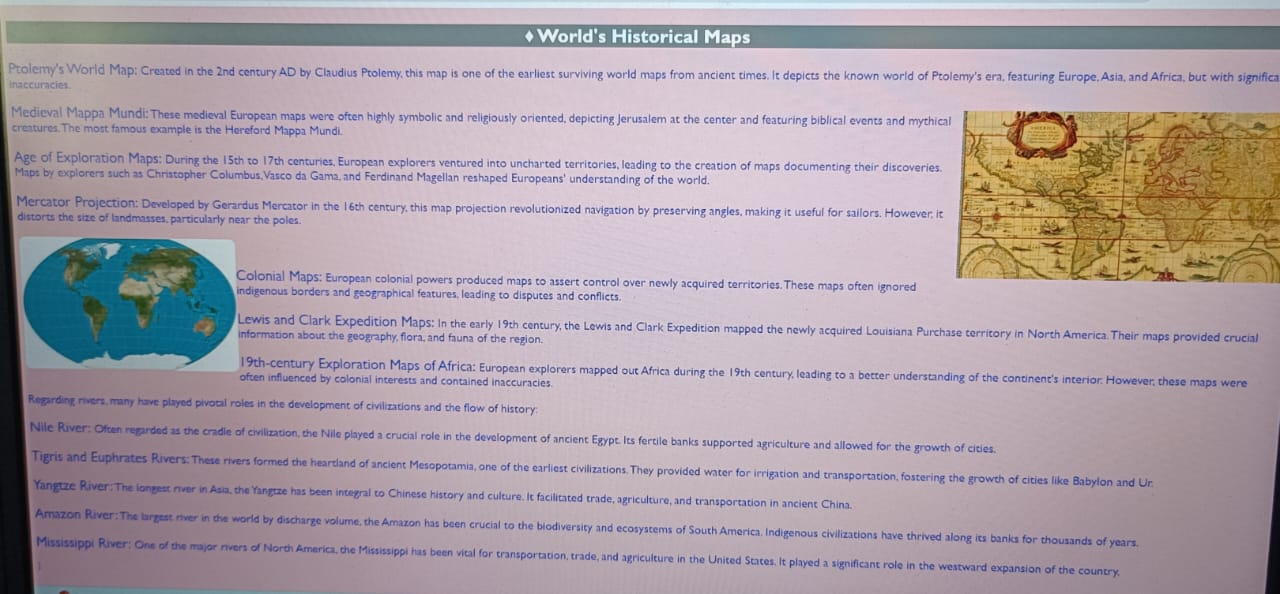 ♦World's Historical Maps
Ptolemy's World Map: Created in the 2nd century AD by Claudius Ptolemy, this map is one of the earliest surviving world maps from ancient times. It depicts the known world of Ptolemy's era, featuring Europe, Asia, and Africa, but with significa
inaccuracies.
Medieval Mappa Mundi: These medieval European maps were often highly symbolic and religiously oriented, depicting Jerusalem at the center and featuring biblical events and mythical
creatures. The most famous example is the Hereford Mappa Mundi.
Age of Exploration Maps: During the 15th to 17th centuries, European explorers ventured into uncharted territories, leading to the creation of maps documenting their discoveries.
Maps by explorers such as Christopher Columbus, Vasco da Gama, and Ferdinand Magellan reshaped Europeans' understanding of the world.
Mercator Projection: Developed by Gerardus Mercator in the 16th century, this map projection revolutionized navigation by preserving angles, making it useful for sailors. However, it
distorts the size of landmasses, particularly near the poles.
Colonial Maps: European colonial powers produced maps to assert control over newly acquired territories. These maps often ignored
indigenous borders and geographical features, leading to disputes and conflicts.
Lewis and Clark Expedition Maps: In the early 19th century, the Lewis and Clark Expedition mapped the newly acquired Louisiana Purchase territory in North America. Their maps provided crucial
information about the geography, flora, and fauna of the region.
19th-century Exploration Maps of Africa: European explorers mapped out Africa during the 19th century, leading to a better understanding of the continent's interior. However, these maps were
often influenced by colonial interests and contained inaccuracies.
Regarding rivers, many have played pivotal roles in the development of civilizations and the flow of history:
Nile River: Often regarded as the cradle of civilization, the Nile played a crucial role in the development of ancient Egypt. Its fertile banks supported agriculture and allowed for the growth of cities.
Tigris and Euphrates Rivers: These rivers formed the heartland of ancient Mesopotamia, one of the earliest civilizations. They provided water for irrigation and transportation, fostering the growth of cities like Babylon and Ur.
Yangtze River: The longest river in Asia, the Yangtze has been integral to Chinese history and culture. It facilitated trade, agriculture, and transportation in ancient China.
Amazon River: The largest river in the world by discharge volume, the Amazon has been crucial to the biodiversity and ecosystems of South America. Indigenous civilizations have thrived along its banks for thousands of years.
Mississippi River: One of the major rivers of North America, the Mississippi has been vital for transportation, trade, and agriculture in the United States. It played a significant role in the westward expansion of the country.